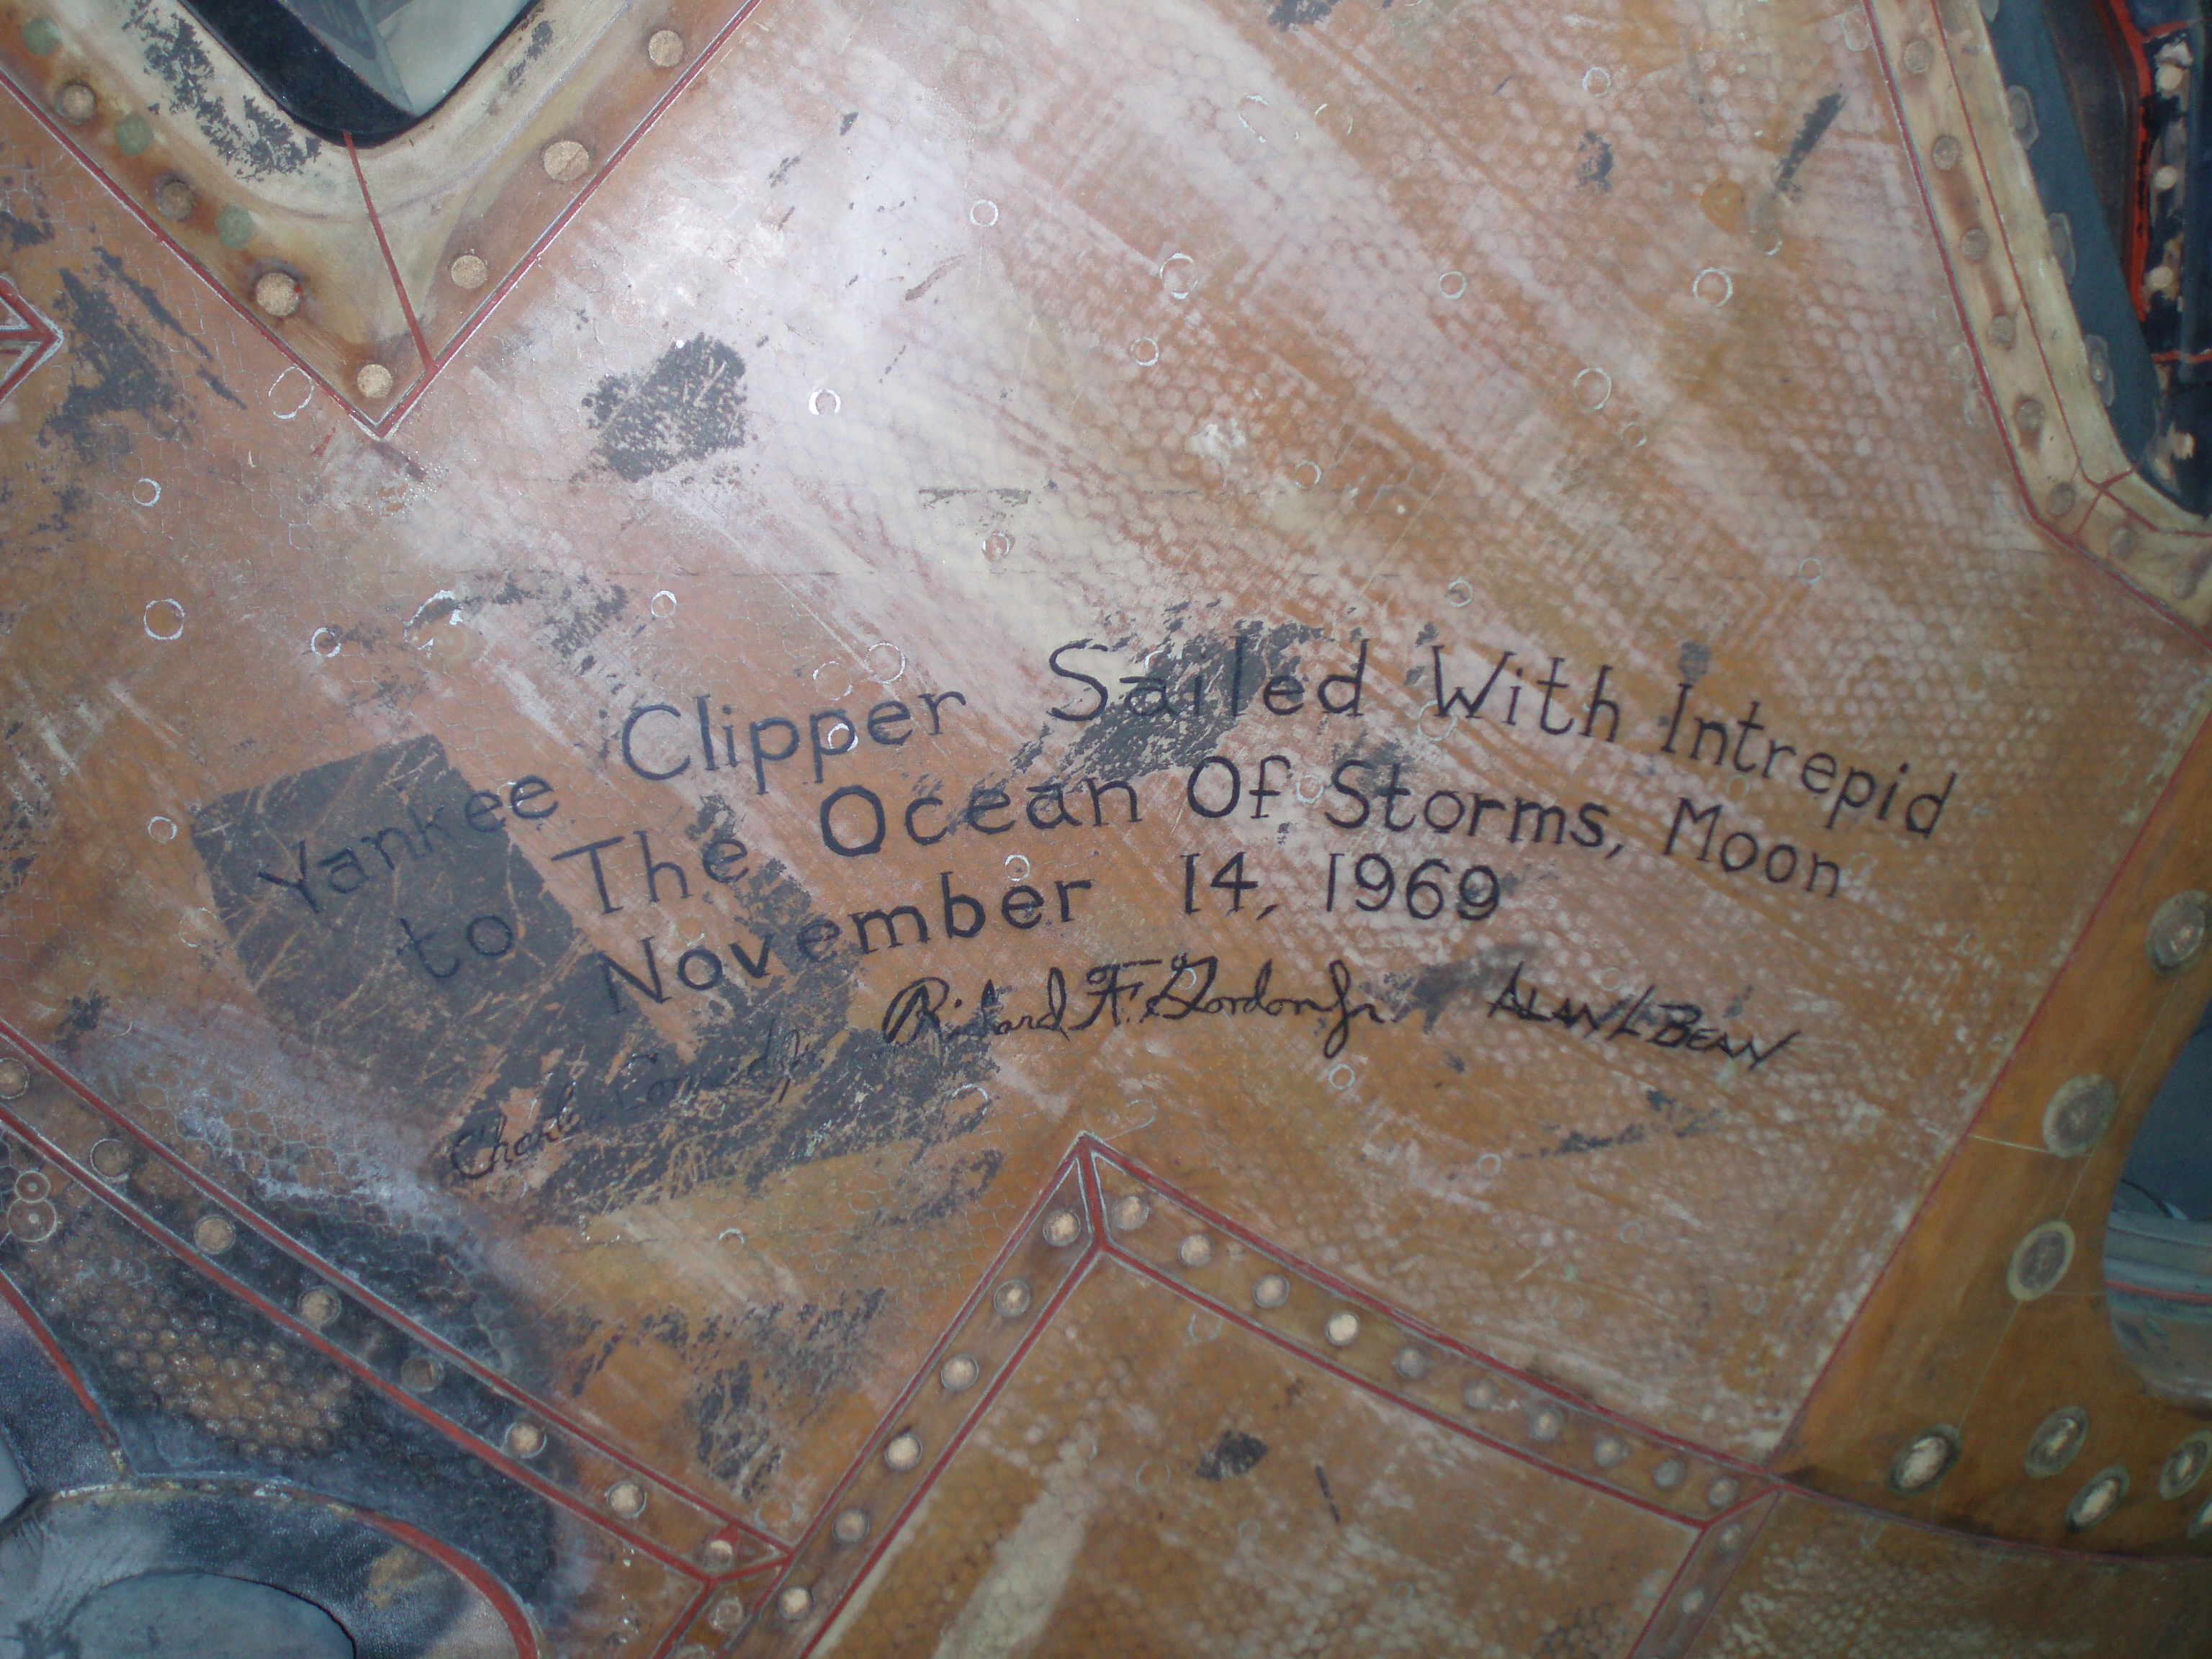 Yankee Clipper Sailed With Intrepid
to The Ocean Of Storms, Moon
November 14, 1969
Charles Conrad Jr. Richard F. Gordon Jr. ALAN L BEAN